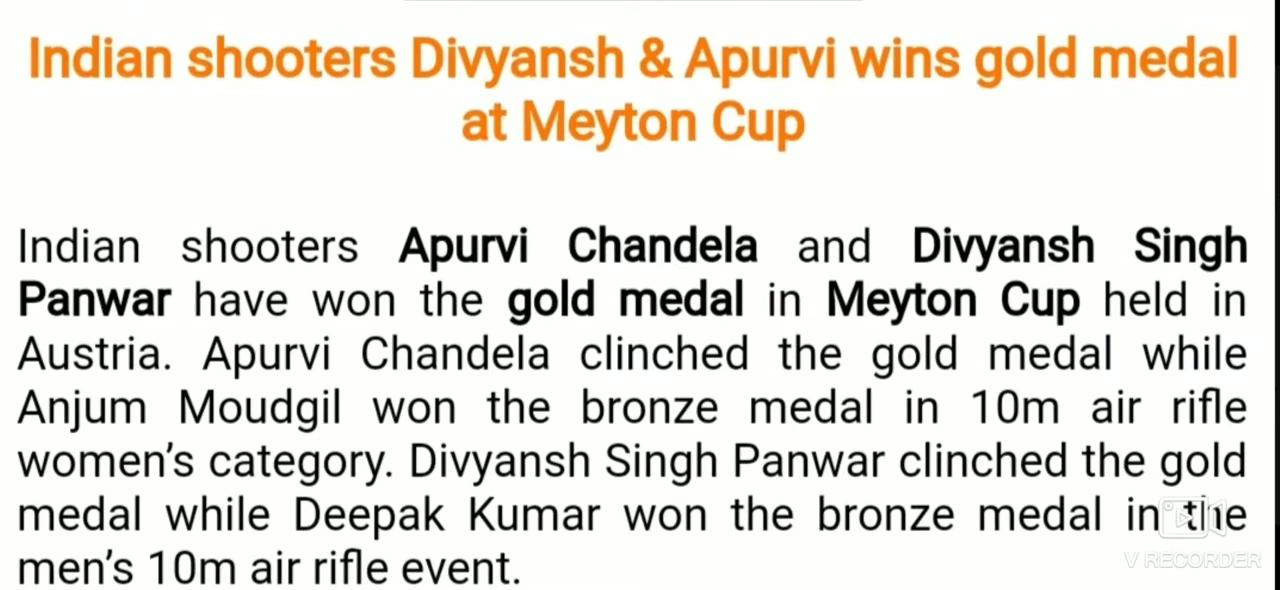 Indian shooters Divyansh & Apurvi wins gold medal
at Meyton Cup
Indian shooters Apurvi Chandela and Divyansh Singh
Panwar have won the gold medal in Meyton Cup held in
Austria. Apurvi Chandela clinched the gold medal while
Anjum Moudgil won the bronze medal in 10m air rifle
women's category. Divyansh Singh Panwar clinched the gold
medal while Deepak Kumar won the bronze medal in the
men's 10m air rifle event.
V RECORDER